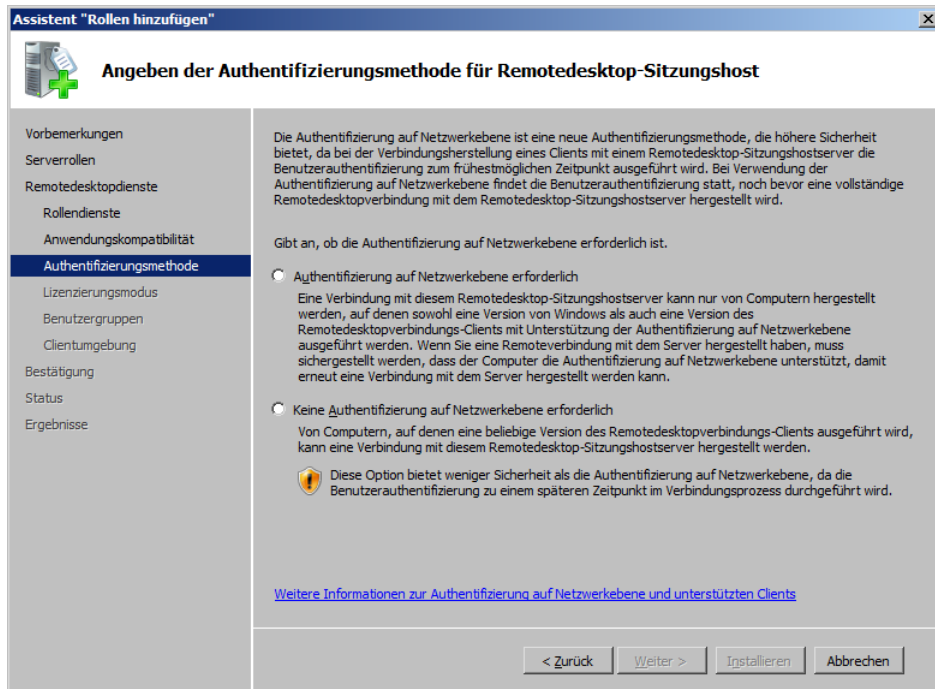 Assistent "Rollen hinzufügen"
Angeben der Authentifizierungsmethode für Remotedesktop-Sitzungshost
Vorbemerkungen
Serverrollen
Remotedesktopdienste
Rollendienste
Anwendungskompatibilität
Authentifizierungsmethode
Lizenzierungsmodus
Benutzergruppen
Clientumgebung
Bestätigung
Status
Ergebnisse
Die Authentifizierung auf Netzwerkebene ist eine neue Authentifizierungsmethode, die höhere Sicherheit
bietet, da bei der Verbindungsherstellung eines Clients mit einem Remotedesktop-Sitzungshostserver die
Benutzerauthentifizierung zum frühestmöglichen Zeitpunkt ausgeführt wird. Bei Verwendung der
Authentifizierung auf Netzwerkebene findet die Benutzerauthentifizierung statt, noch bevor eine vollständige
Remotedesktopverbindung mit dem Remotedesktop-Sitzungshostserver hergestellt wird.
Gibt an, ob die Authentifizierung auf Netzwerkebene erforderlich ist.
Authentifizierung auf Netzwerkebene erforderlich
Eine Verbindung mit diesem Remotedesktop-Sitzungshostserver kann nur von Computern hergestellt
werden, auf denen sowohl eine Version von Windows als auch eine Version des
Remotedesktopverbindungs-Clients mit Unterstützung der Authentifizierung auf Netzwerkebene
ausgeführt werden. Wenn Sie eine Remoteverbindung mit dem Server hergestellt haben, muss
sichergestellt werden, dass der Computer die Authentifizierung auf Netzwerkebene unterstützt, damit
erneut eine Verbindung mit dem Server hergestellt werden kann.
Keine Authentifizierung auf Netzwerkebene erforderlich
Von Computern, auf denen eine beliebige Version des Remotedesktopverbindungs-Clients ausgeführt wird,
kann eine Verbindung mit diesem Remotedesktop-Sitzungshostserver hergestellt werden.
Diese Option bietet weniger Sicherheit als die Authentifizierung auf Netzwerkebene, da die
Benutzerauthentifizierung zu einem späteren Zeitpunkt im Verbindungsprozess durchgeführt wird.
Weitere Informationen zur Authentifizierung auf Netzwerkebene und unterstützten Clients
< Zurück Weiter > Installieren Abbrechen